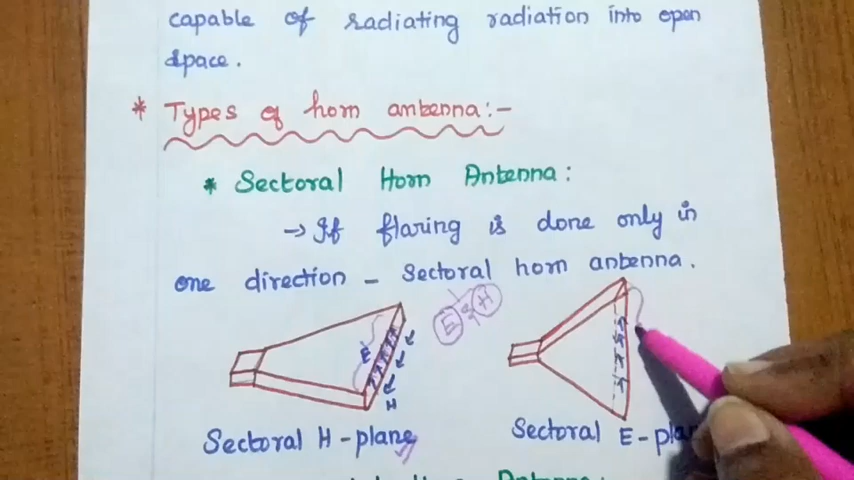 capable of radiating radiation into open
space.
* Types of horn antenna:-
* Sectoral Horn Antenna:
→ If flaring is done only in
one direction - Sectoral horn antenna.
E & H
E
H
Sectoral H-plane
Sectoral E-pla
Antenna: